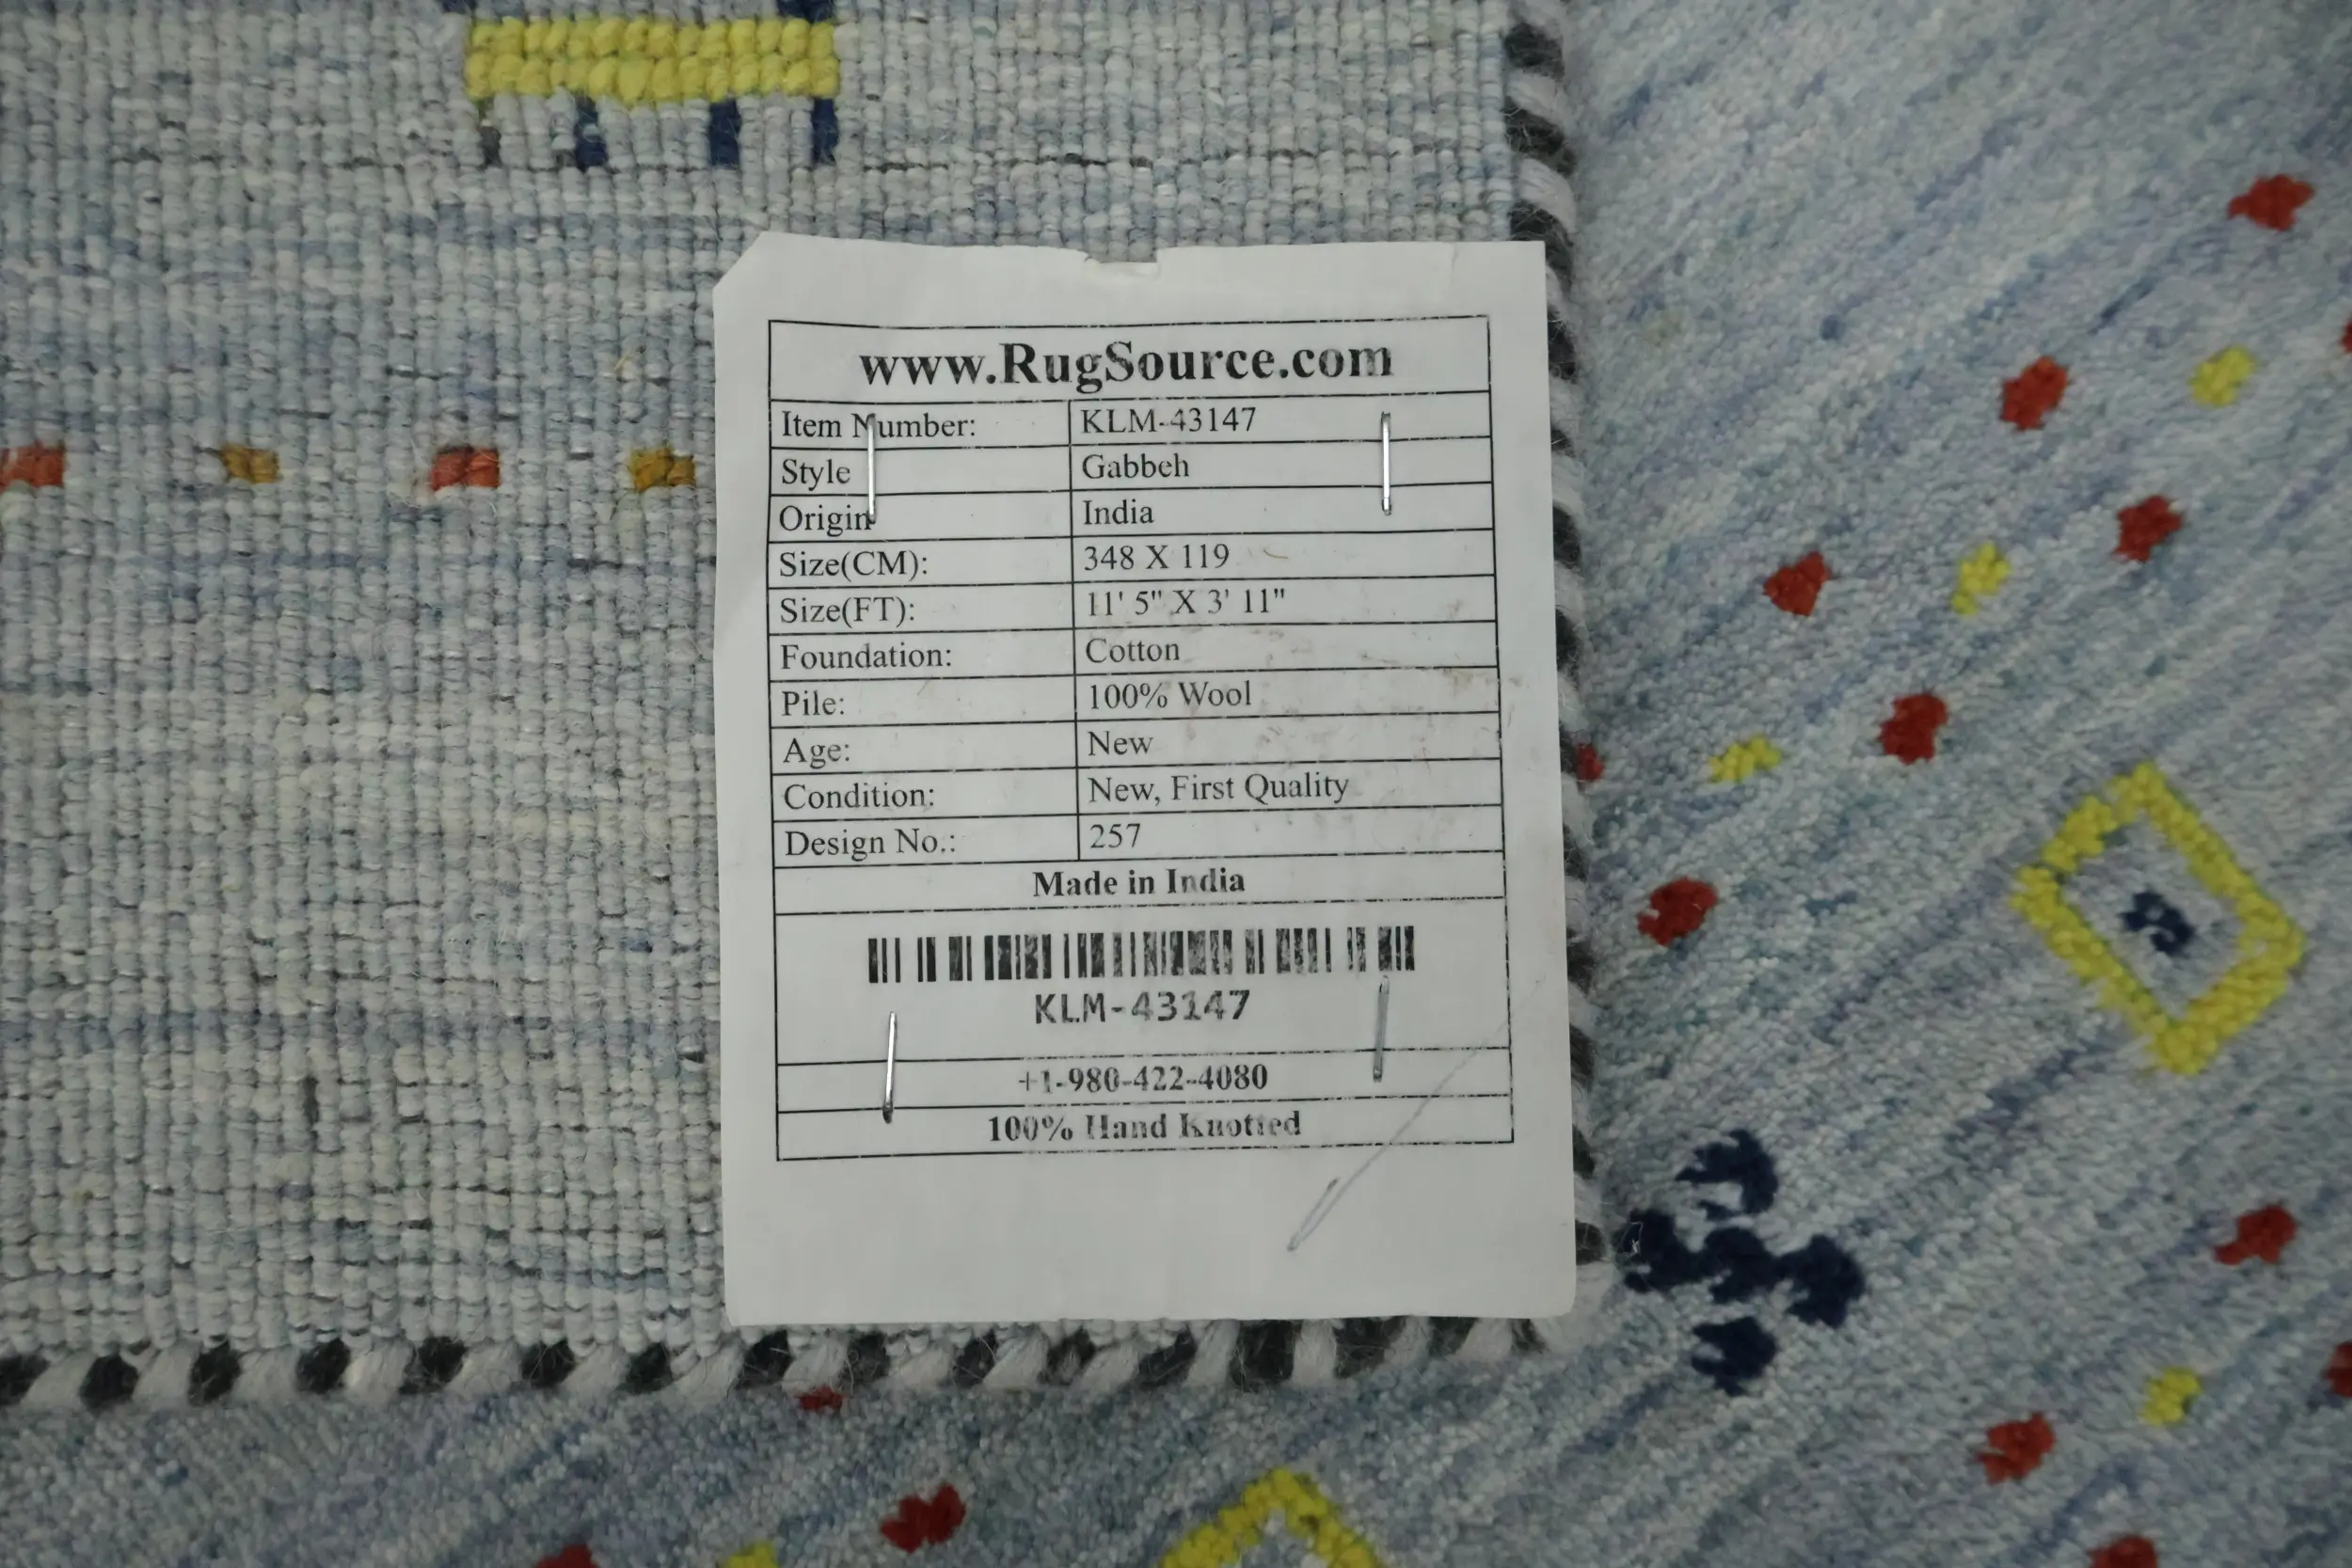 www.RugSource.com
Item Number: KLM-43147
Style Gabbeh
Origin India
Size(CM): 348 X 119
Size(FT): 11' 5" X 3' 11"
Foundation: Cotton
Pile: 100% Wool
Age: New
Condition: New, First Quality
Design No.: 257
Made in India
KLM-43147
+1-980-422-4080
100% Hand Knotted